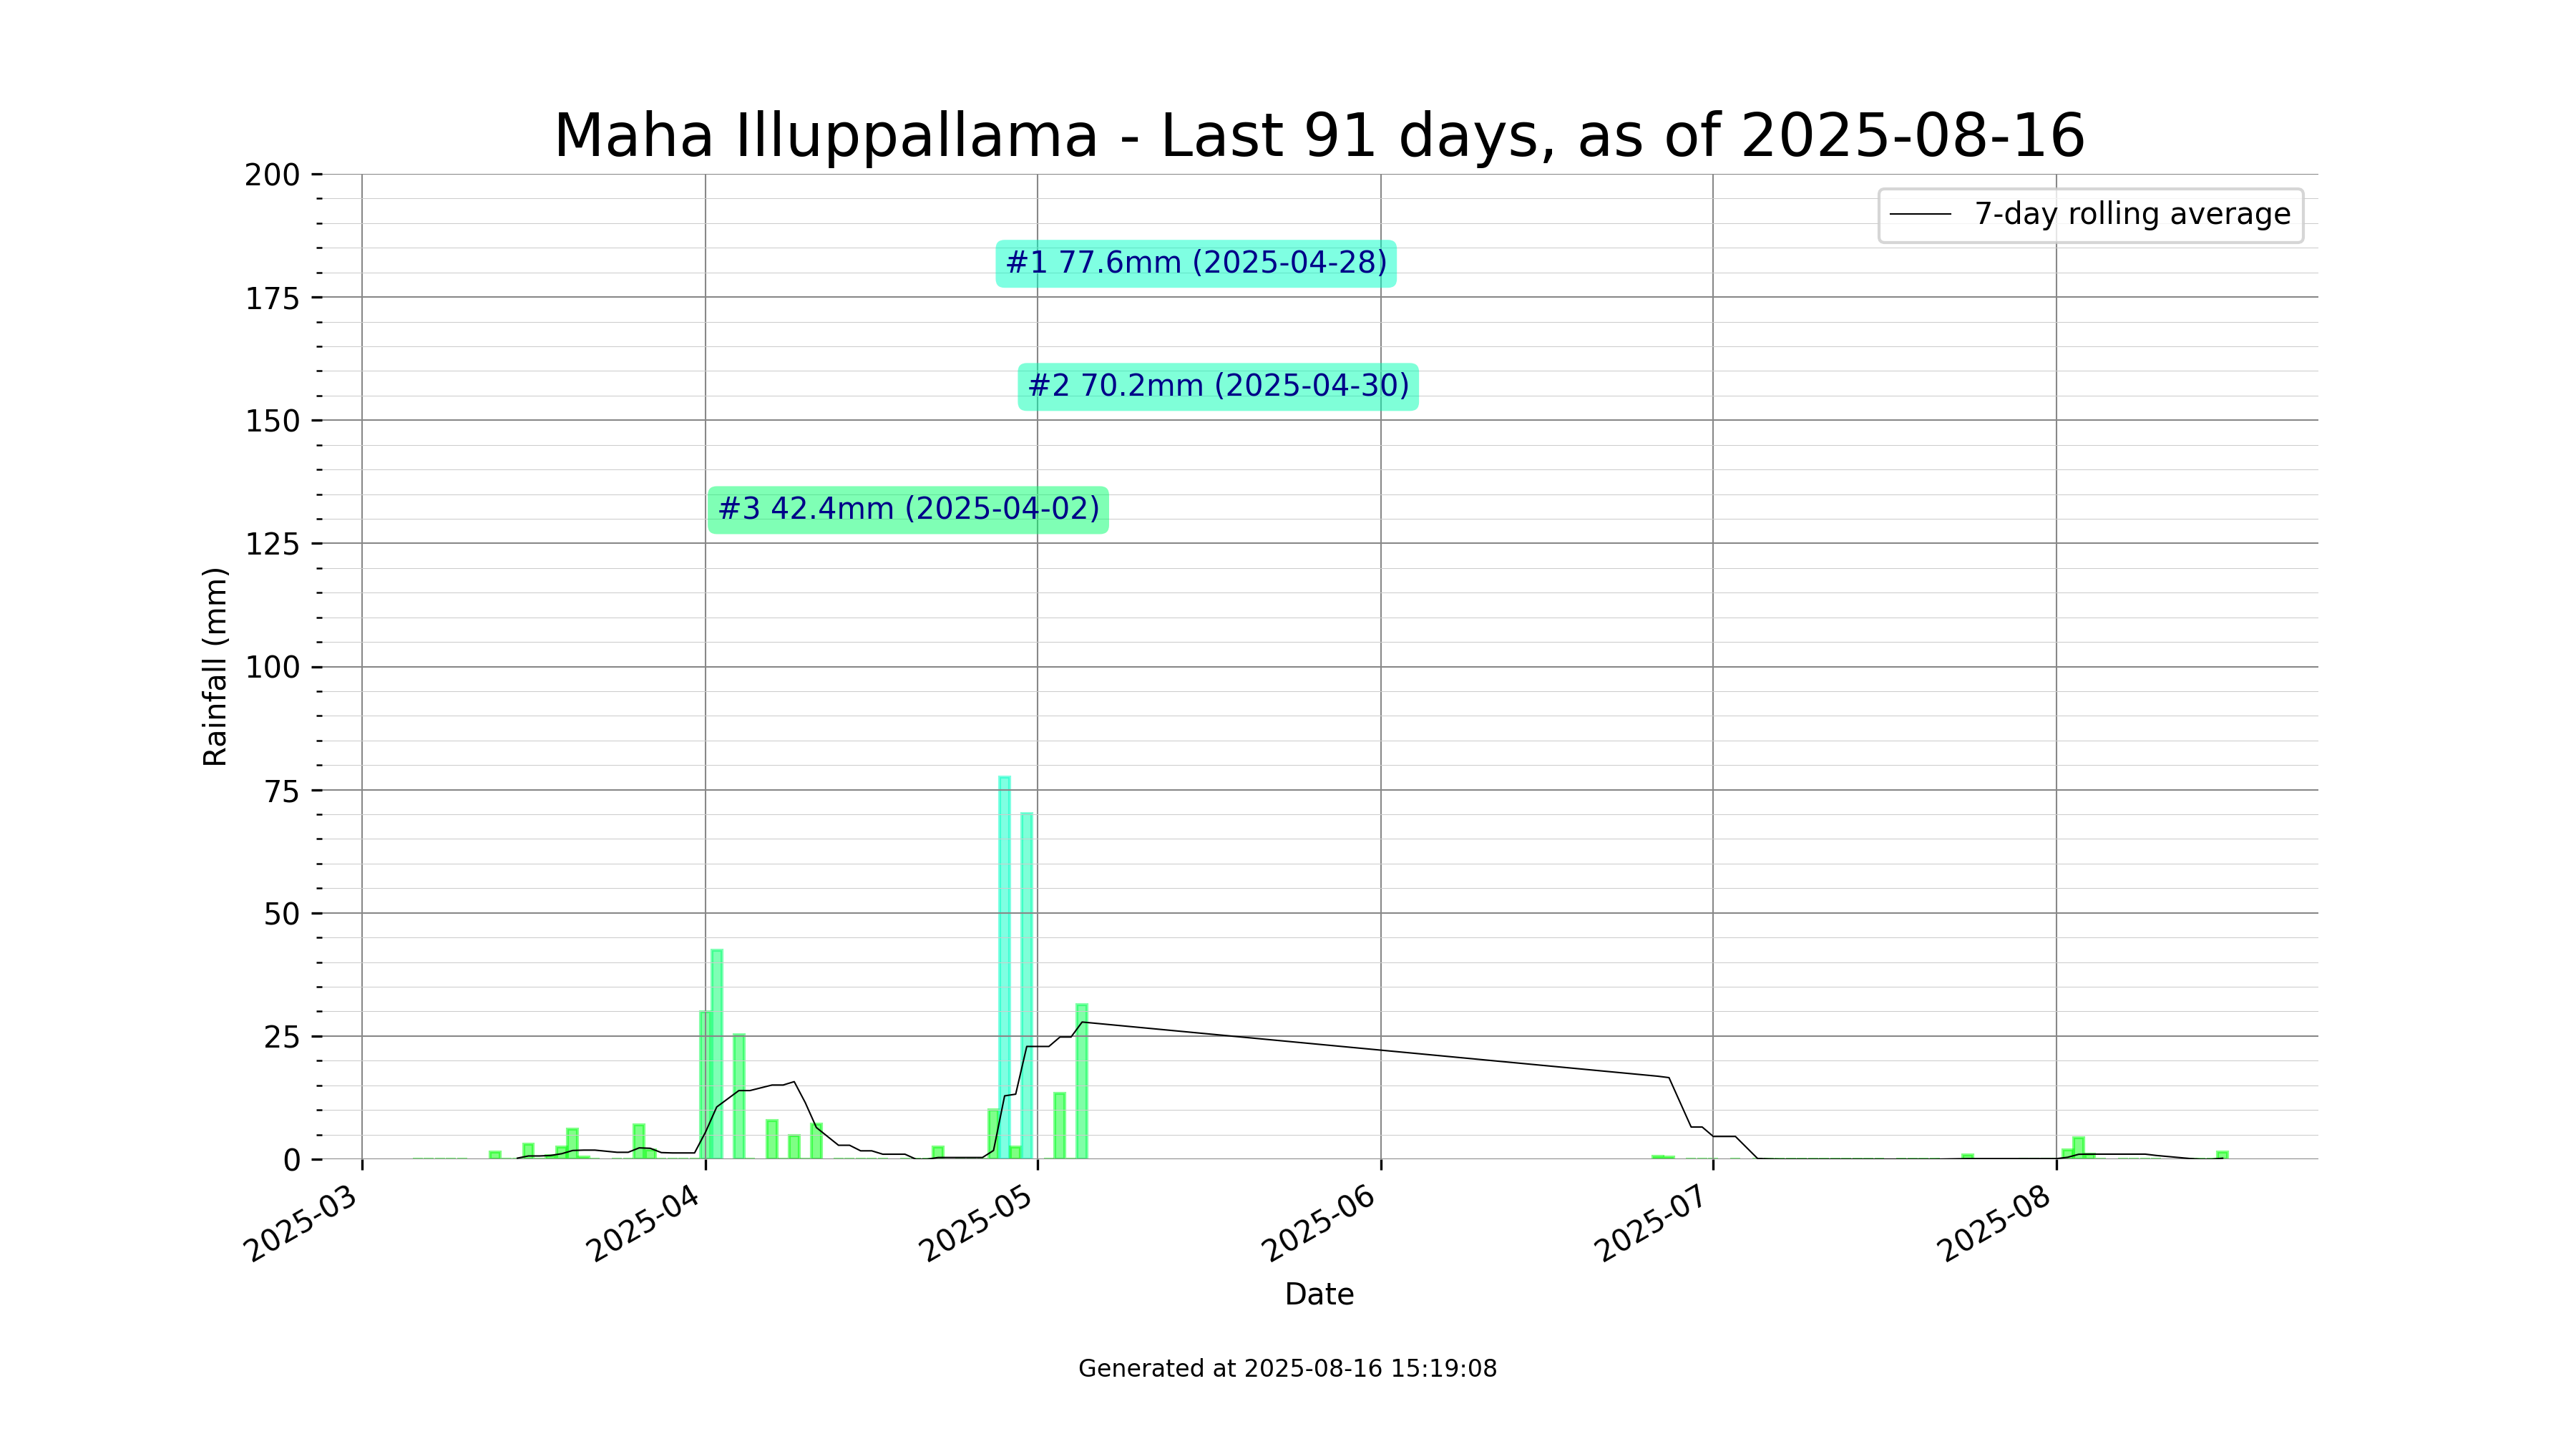 Maha Illuppallama - Last 91 days, as of 2025-08-16
7-day rolling average
#1 77.6mm (2025-04-28)
#2 70.2mm (2025-04-30)
#3 42.4mm (2025-04-02)
Rainfall (mm)
200
175
150
125
100
75
50
25
0
2025-03
2025-04
2025-05
2025-06
2025-07
2025-08
Date
Generated at 2025-08-16 15:19:08